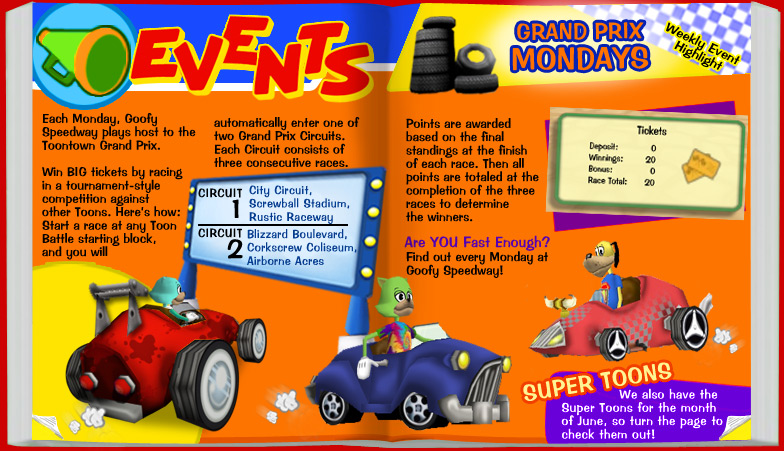 EVENTS
Each Monday, Goofy
Speedway plays host to the
Toontown Grand Prix.
Win BIG tickets by racing
in a tournament-style
competition against
other Toons. Here's how:
Start a race at any Toon
Battle starting block,
and you will
automatically enter one of
two Grand Prix Circuits.
Each Circuit consists of
three consecutive races.
CIRCUIT 1
City Circuit,
Screwball Stadium,
Rustic Raceway
CIRCUIT 2
Blizzard Boulevard,
Corkscrew Coliseum,
Airborne Acres
GRAND PRIX
MONDAYS
Weekly Event
Highlight
Points are awarded
based on the final
standings at the finish
of each race. Then all
points are totaled at the
completion of the three
races to determine
the winners.
Are YOU Fast Enough?
Find out every Monday at
Goofy Speedway!
Tickets
Deposit: 0
Winnings: 20
Bonus: 0
Race Total: 20
SUPER TOONS
We also have the
Super Toons for the month
of June, so turn the page to
check them out!